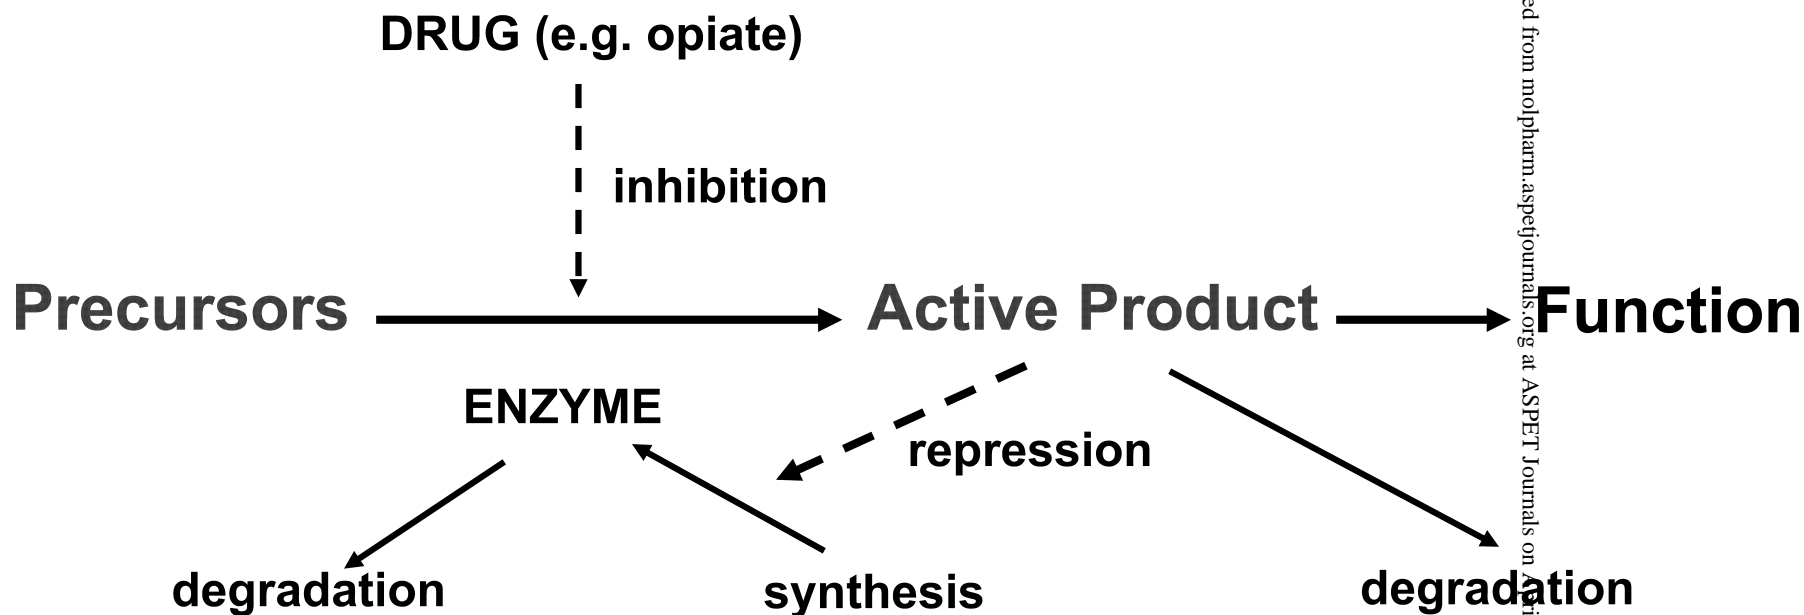 DRUG (e.g. opiate)
inhibition
Precursors
Active Product
Function
ENZYME
repression
degradation
synthesis
degradation
ed from molpharm.aspetjournals.org at ASPET Journals on